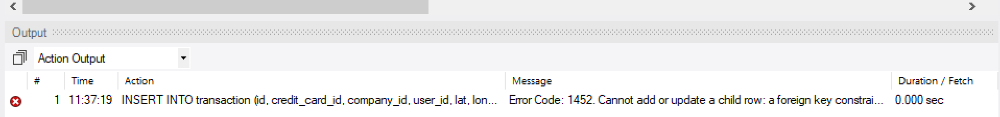 Output
Action Output
# Time Action Message Duration / Fetch
1 11:37:19 INSERT INTO transaction (id, credit_card_id, company_id, user_id, lat, lon... Error Code: 1452. Cannot add or update a child row: a foreign key constrai... 0.000 sec